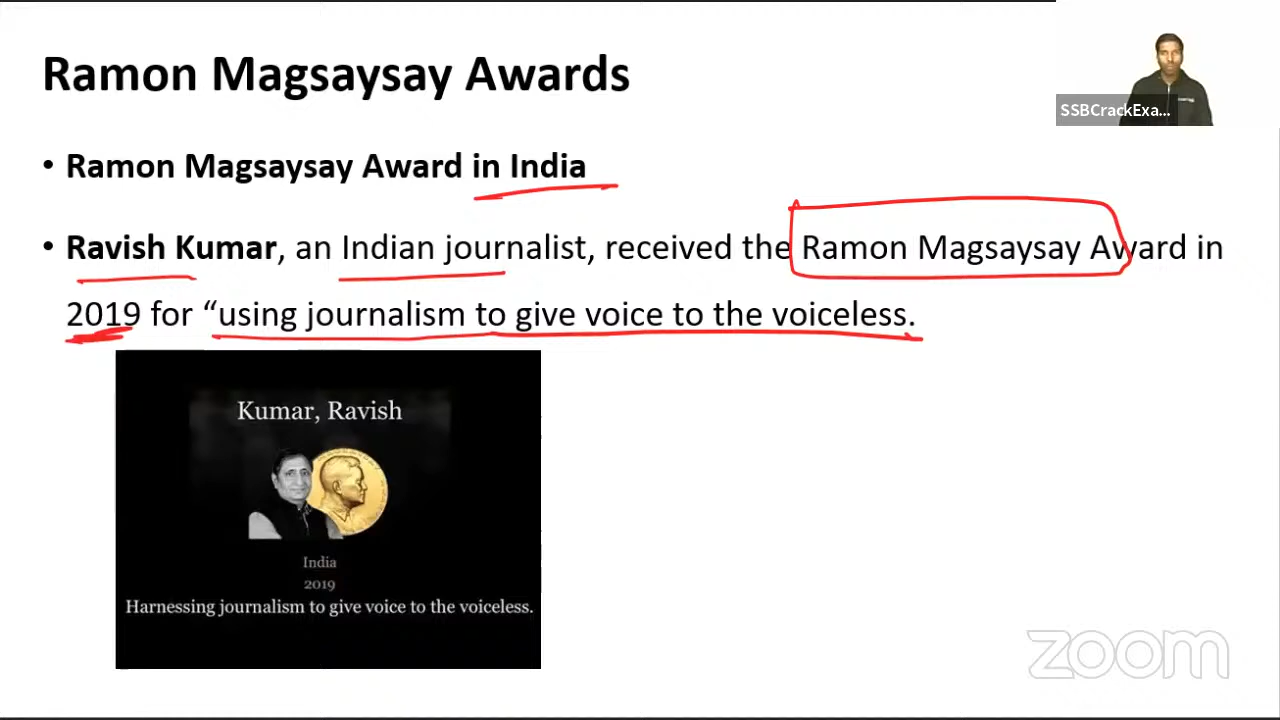 Ramon Magsaysay Awards
SSBCrackExa...
• Ramon Magsaysay Award in India
• Ravish Kumar, an Indian journalist, received the Ramon Magsaysay Award in
2019 for “using journalism to give voice to the voiceless.
Kumar, Ravish
India
2019
Harnessing journalism to give voice to the voiceless.
zoom